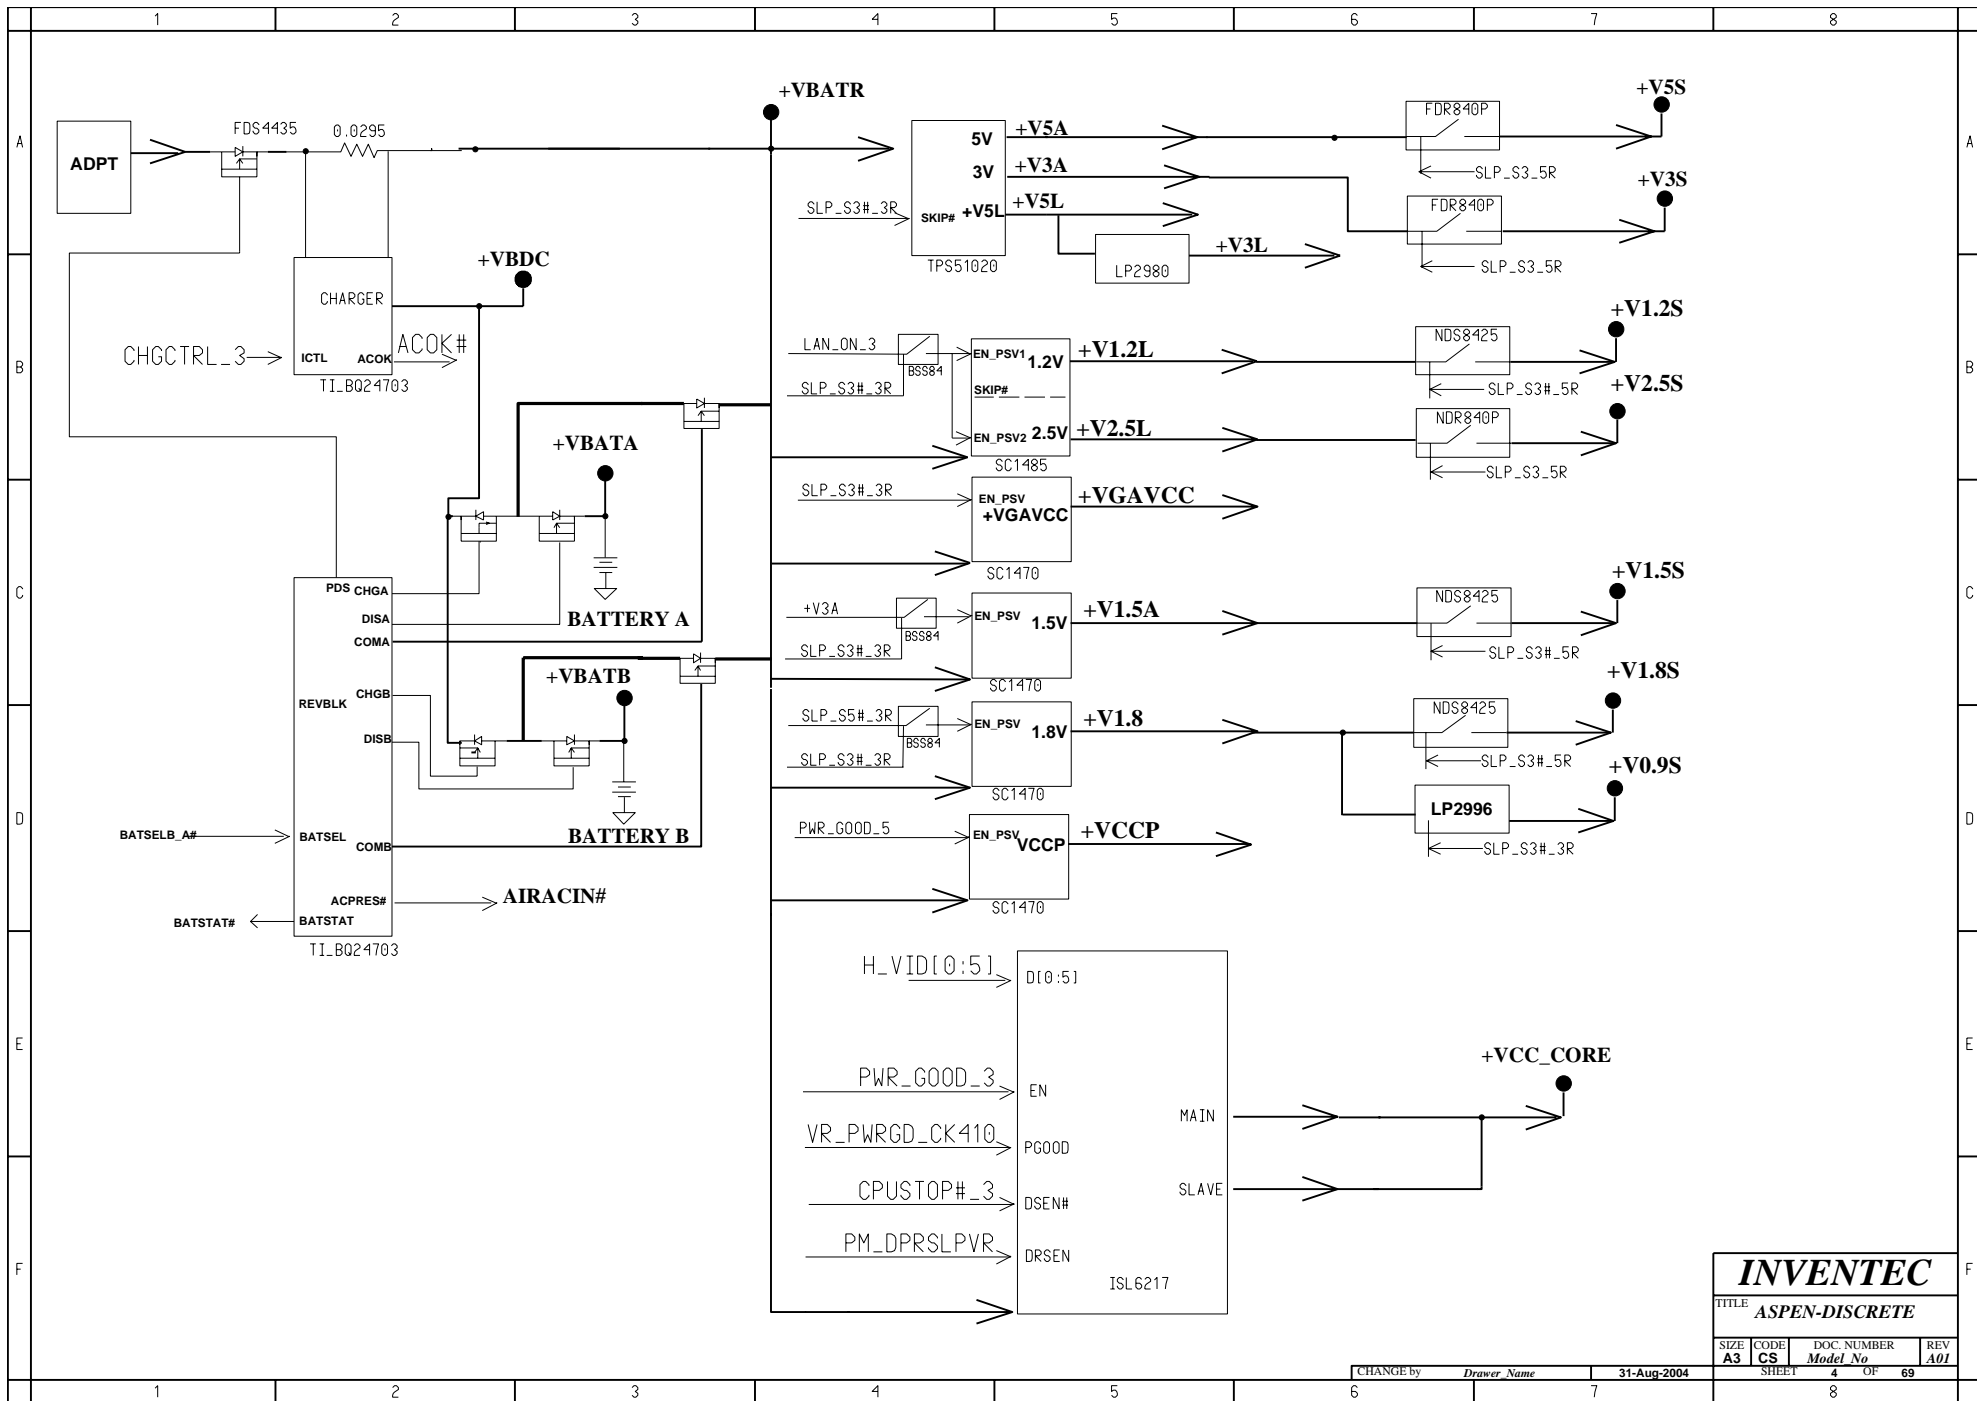 1 2 3 4 5 6 7 8
A
A
B
B
C
C
D
D
E
E
F
F
ADPT
FDS4435
0.0295
+VBATR
CHARGER
ICTL
ACOK
TI_BQ24703
CHGCTRL_3
ACOK#
+VBDC
+VBATA
BATTERY A
+VBATB
BATTERY B
PDS
CHGA
DISA
COMA
CHGB
REVBLK
DISB
BATSEL
COMB
ACPRES#
BATSTAT
TI_BQ24703
BATSELB_A#
BATSTAT#
AIRACIN#
SLP_S3#_3R
5V
3V
SKIP#
+V5L
TPS51020
+V5A
+V3A
+V5L
LP2980
+V3L
FDR840P
SLP_S3_5R
+V5S
FDR840P
SLP_S3_5R
+V3S
LAN_ON_3
BSS84
SLP_S3#_3R
EN_PSV1
1.2V
SKIP#
EN_PSV2
2.5V
SC1485
+V1.2L
+V2.5L
NDS8425
SLP_S3#_5R
+V1.2S
NDR840P
SLP_S3_5R
+V2.5S
SLP_S3#_3R
EN_PSV
+VGAVCC
SC1470
+VGAVCC
+V3A
BSS84
SLP_S3#_3R
EN_PSV
1.5V
SC1470
+V1.5A
NDS8425
SLP_S3#_5R
+V1.5S
SLP_S5#_3R
BSS84
SLP_S3#_3R
EN_PSV
1.8V
SC1470
+V1.8
NDS8425
SLP_S3#_5R
+V1.8S
LP2996
SLP_S3#_3R
+V0.9S
PWR_GOOD_5
EN_PSV
VCCP
SC1470
+VCCP
H_VID[0:5]
D[0:5]
PWR_GOOD_3
EN
VR_PWRGD_CK410
PGOOD
CPUSTOP#_3
DSEN#
PM_DPRSLPVR
DRSEN
MAIN
SLAVE
ISL6217
+VCC_CORE
INVENTEC
TITLE
ASPEN-DISCRETE
SIZE
A3
CODE
CS
DOC. NUMBER
Model_No
REV
A01
CHANGE by
Drawer_Name
31-Aug-2004
SHEET 4 OF 69
1 2 3 4 5 6 7 8